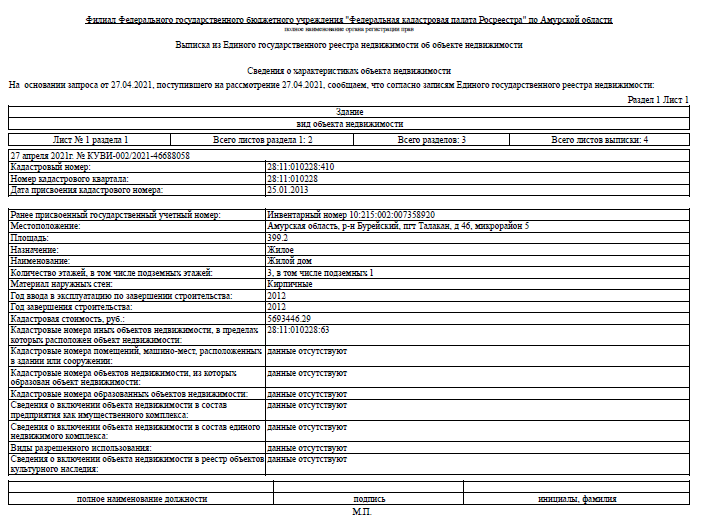 Филиал Федерального государственного бюджетного учреждения "Федеральная кадастровая палата Росреестра" по Амурской области
полное наименование органа регистрации прав
Выписка из Единого государственного реестра недвижимости об объекте недвижимости
Сведения о характеристиках объекта недвижимости
На основании запроса от 27.04.2021, поступившего на рассмотрение 27.04.2021, сообщаем, что согласно записям Единого государственного реестра недвижимости:
Раздел 1 Лист 1
Здание
вид объекта недвижимости
Лист № 1 раздела 1 Всего листов раздела 1: 2 Всего разделов: 3 Всего листов выписки: 4
27 апреля 2021г. № КУВИ-002/2021-46688058
Кадастровый номер: 28:11:010228:410
Номер кадастрового квартала: 28:11:010228
Дата присвоения кадастрового номера: 25.01.2013
Ранее присвоенный государственный учетный номер: Инвентарный номер 10:215:002:007358920
Местоположение: Амурская область, р-н Бурейский, пгт Талакан, д 46, микрорайон 5
Площадь: 399.2
Назначение: Жилое
Наименование: Жилой дом
Количество этажей, в том числе подземных этажей: 3, в том числе подземных 1
Материал наружных стен: Кирпичные
Год ввода в эксплуатацию по завершении строительства: 2012
Год завершения строительства: 2012
Кадастровая стоимость, руб.: 5693446.29
Кадастровые номера иных объектов недвижимости, в пределах 28:11:010228:63
которых расположен объект недвижимости:
Кадастровые номера помещений, машино-мест, расположенных данные отсутствуют
в здании или сооружении:
Кадастровые номера объектов недвижимости, из которых данные отсутствуют
образован объект недвижимости:
Кадастровые номера образованных объектов недвижимости: данные отсутствуют
Сведения о включении объекта недвижимости в состав данные отсутствуют
предприятия как имущественного комплекса:
Сведения о включении объекта недвижимости в состав единого данные отсутствуют
недвижимого комплекса:
Виды разрешенного использования: данные отсутствуют
Сведения о включении объекта недвижимости в реестр объектов данные отсутствуют
культурного наследия:
полное наименование должности подпись инициалы, фамилия
М.П.